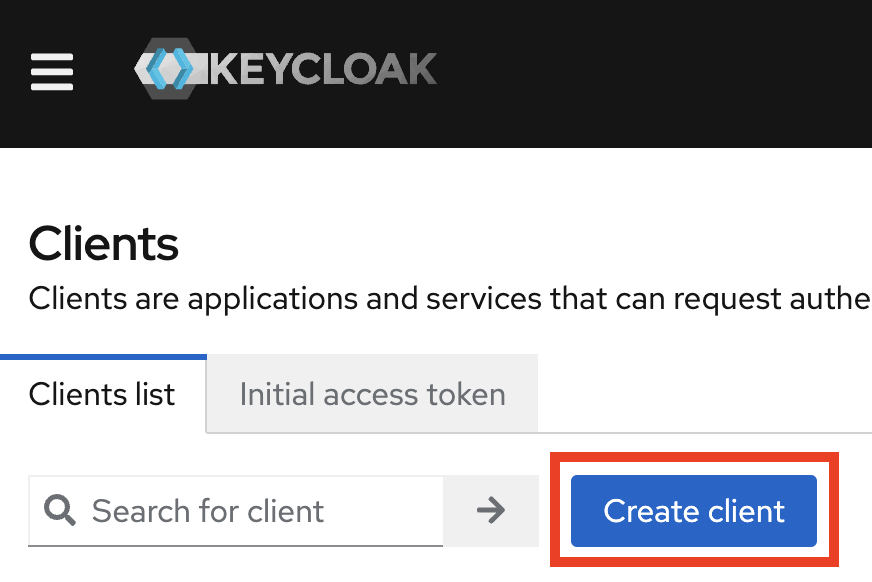 KEYCLOAK
Clients
Clients are applications and services that can request authe
Clients list
Initial access token
Search for client
Create client